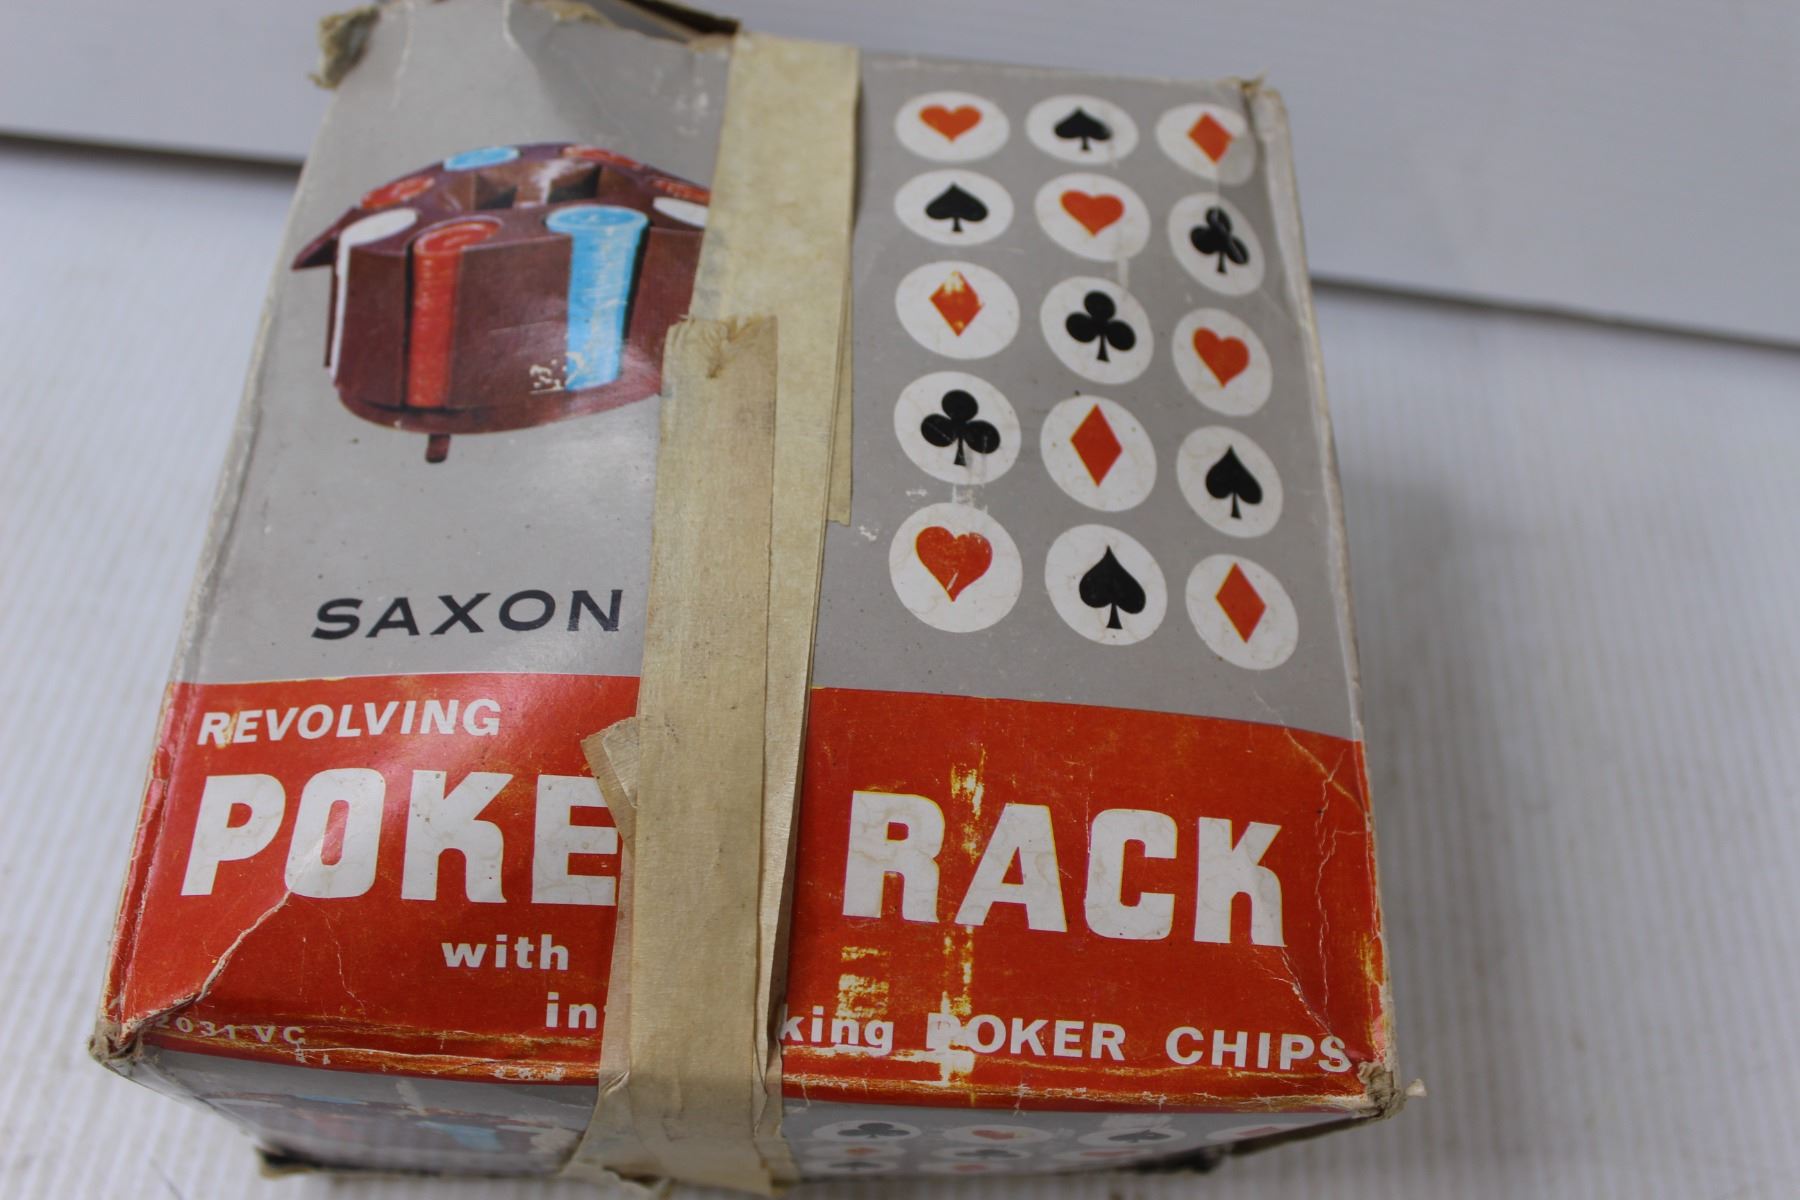 SAXON
REVOLVING
POKE RACK
with
in king POKER CHIPS
2031 VC